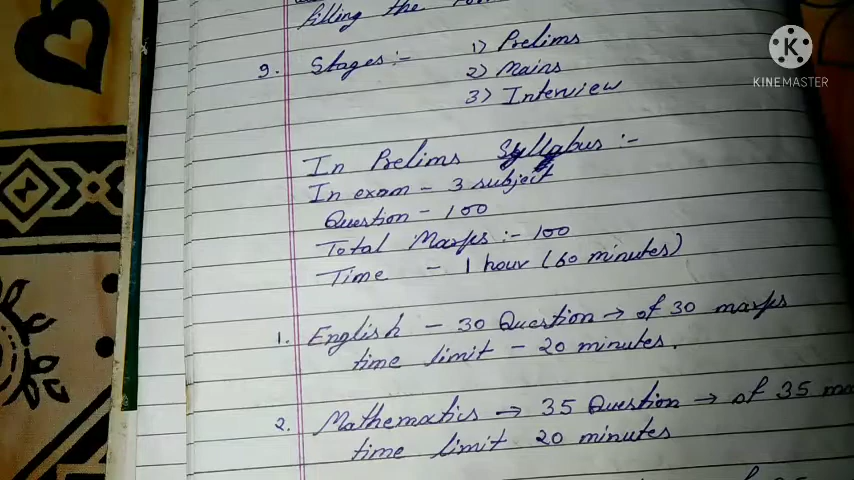 filling the
9. Stages :- 1) Prelims
2) Mains
3) Interview
In Prelims Syllabus :-
In exam - 3 subject
Question - 100
Total Marks :- 100
Time - 1 hour (60 minutes)
1. English - 30 Question → of 30 marks
time limit - 20 minutes.
2. Mathematics → 35 Question → of 35
time limit 20 minutes
K
KINEMASTER